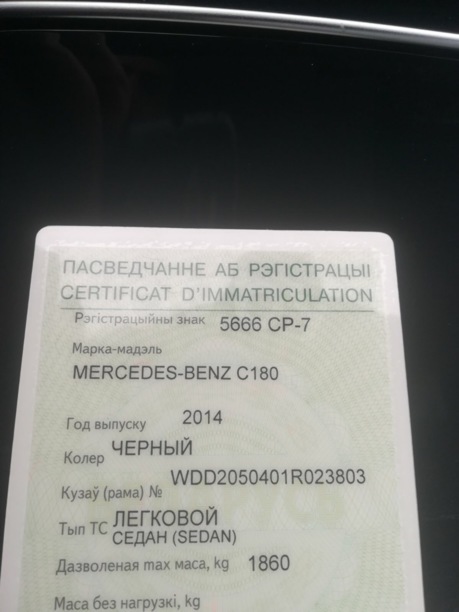 ПАСВЕДЧАННЕ АБ РЭГІСТРАЦЫІ
CERTIFICAT D'IMMATRICULATION
Рэгістрацыйны знак 5666 CP-7
Марка-мадэль
MERCEDES-BENZ C180
Год выпуску 2014
Колер ЧЕРНЫЙ
Кузаў (рама) № WDD2050401R023803
Тып ТС ЛЕГКОВОЙ
СЕДАН (SEDAN)
Дазволеная max маса, kg 1860
Маса без нагрузкі, kg